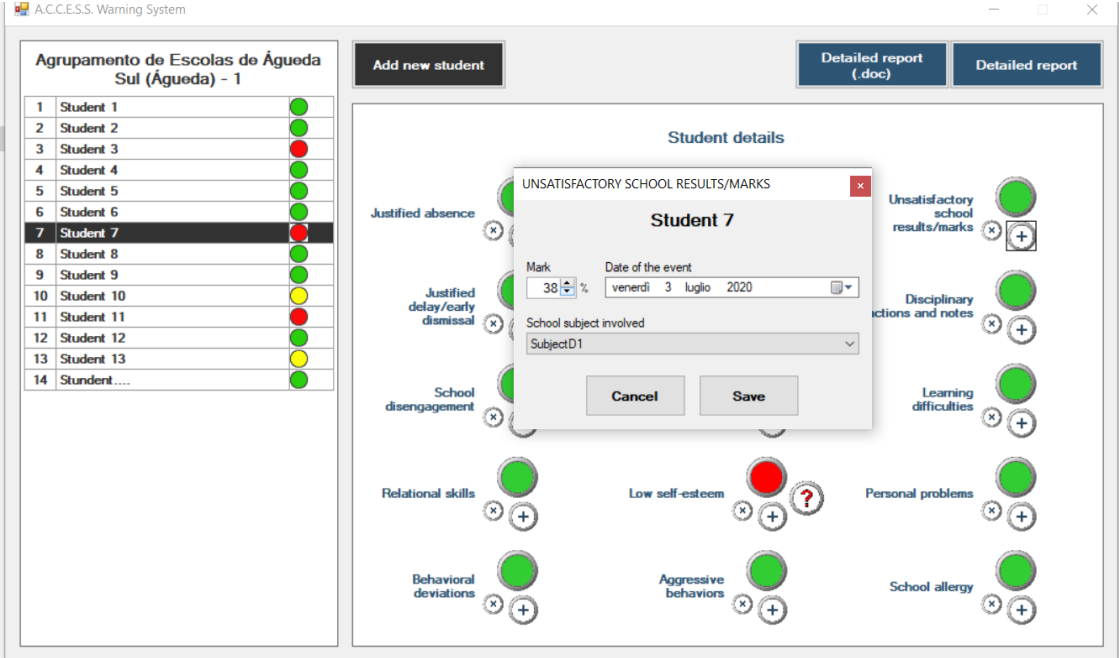 A.C.C.E.S.S. Warning System
Agrupamento de Escolas de Águeda
Sul (Águeda) - 1
1 Student 1
2 Student 2
3 Student 3
4 Student 4
5 Student 5
6 Student 6
7 Student 7
8 Student 8
9 Student 9
10 Student 10
11 Student 11
12 Student 12
13 Student 13
14 Stundent....
Add new student
Detailed report
(.doc)
Detailed report
Student details
Justified absence
Unsatisfactory
school
results/marks
Justified
delay/early
dismissal
Disciplinary
and notes
School
disengagement
Learning
difficulties
Relational skills
Low self-esteem
?
Personal problems
Behavioral
deviations
Aggressive
behaviors
School allergy
UNSATISFACTORY SCHOOL RESULTS/MARKS
Student 7
Mark
38 %
Date of the event
venerdì 3 luglio 2020
School subject involved
SubjectD1
Cancel
Save